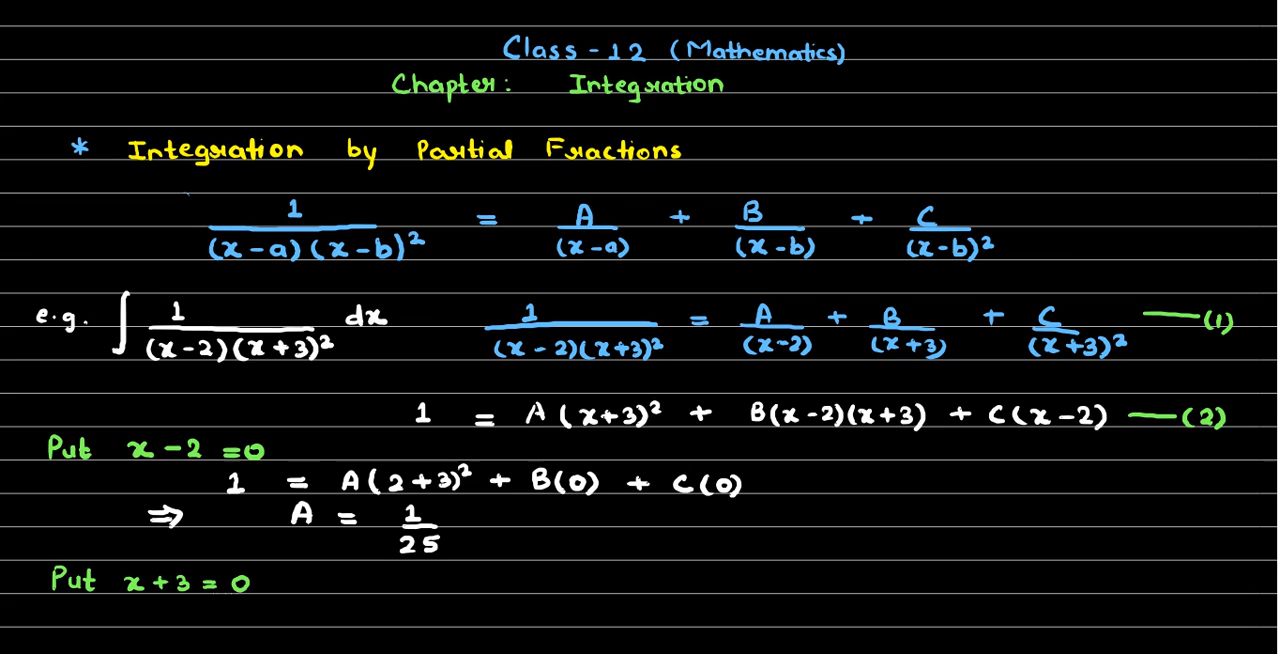 Class - 12 (Mathematics)
Chapter: Integration
* Integration by Partial Fractions
1/((x-a)(x-b)²) = A/(x-a) + B/(x-b) + C/(x-b)²
e.g. ∫ 1/((x-2)(x+3)²) dx   1/((x-2)(x+3)²) = A/(x-2) + B/(x+3) + C/(x+3)² —(1)
1 = A(x+3)² + B(x-2)(x+3) + C(x-2) —(2)
Put x-2=0
1 = A(2+3)² + B(0) + C(0)
⇒ A = 1/25
Put x+3=0